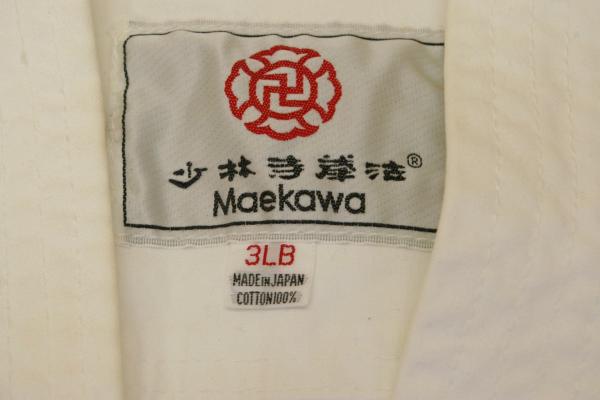 少林寺拳法®
Maekawa
3LB
MADE IN JAPAN
COTTON100%